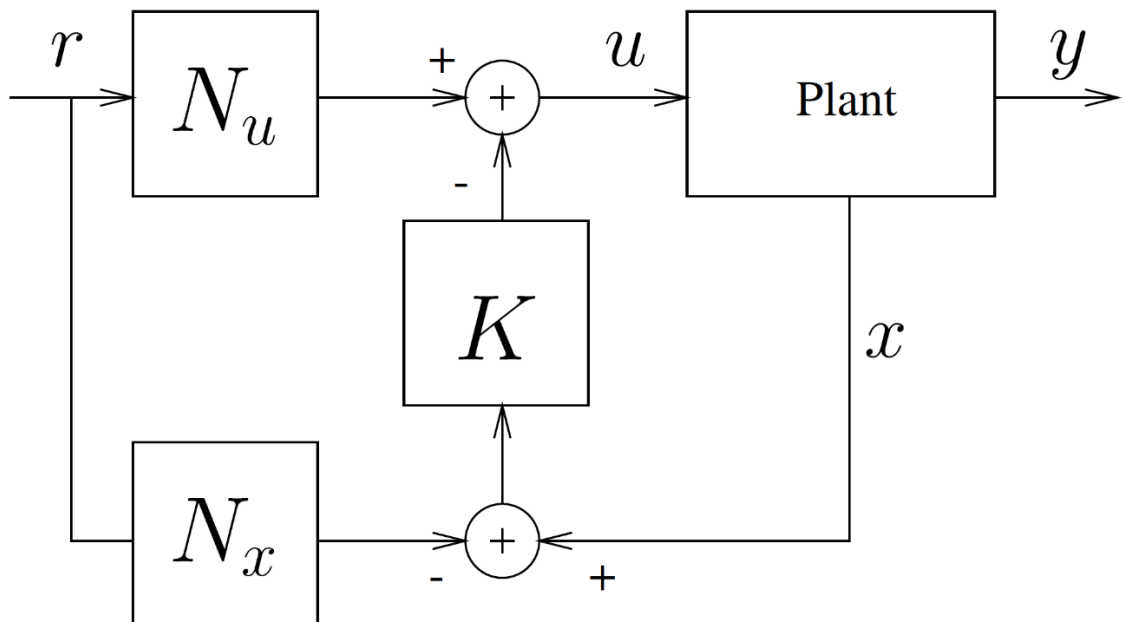 r
N_u
+
+
u
Plant
y
-
K
x
N_x
-
+
+